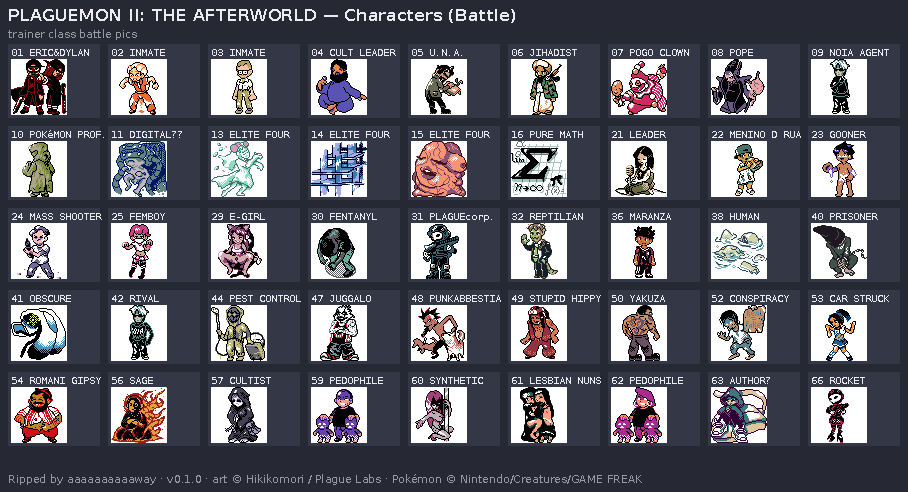 PLAGUEMON II: THE AFTERWORLD — Characters (Battle)
trainer class battle pics
01 ERIC&DYLAN 02 INMATE 03 INMATE 04 CULT LEADER 05 U.N.A. 06 JIHADIST 07 POGO CLOWN 08 POPE 09 NOIA AGENT
10 POKéMON PROF. 11 DIGITAL?? 13 ELITE FOUR 14 ELITE FOUR 15 ELITE FOUR 16 PURE MATH 21 LEADER 22 MENINO D RUA 23 GOONER
24 MASS SHOOTER 25 FEMBOY 29 E-GIRL 30 FENTANYL 31 PLAGUEcorp. 32 REPTILIAN 36 MARANZA 38 HUMAN 40 PRISONER
41 OBSCURE 42 RIVAL 44 PEST CONTROL 47 JUGGALO 48 PUNKABBESTIA 49 STUPID HIPPY 50 YAKUZA 52 CONSPIRACY 53 CAR STRUCK
54 ROMANI GIPSY 56 SAGE 57 CULTIST 59 PEDOPHILE 60 SYNTHETIC 61 LESBIAN NUNS 62 PEDOPHILE 63 AUTHOR? 66 ROCKET
Ripped by aaaaaaaaaaway · v0.1.0 · art © Hikikomori / Plague Labs · Pokémon © Nintendo/Creatures/GAME FREAK